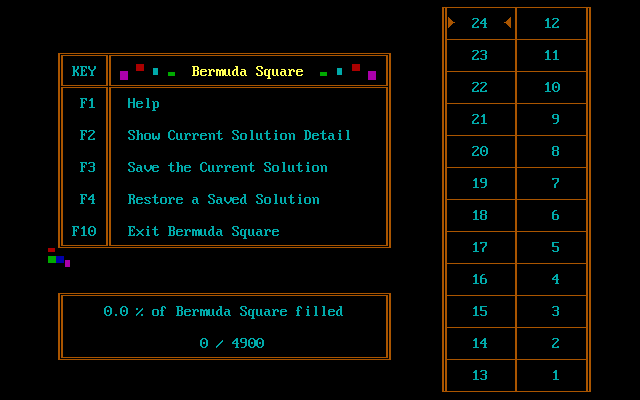 KEY Bermuda Square
F1 Help
F2 Show Current Solution Detail
F3 Save the Current Solution
F4 Restore a Saved Solution
F10 Exit Bermuda Square
0.0 % of Bermuda Square filled
0 / 4900
24 12
23 11
22 10
21 9
20 8
19 7
18 6
17 5
16 4
15 3
14 2
13 1